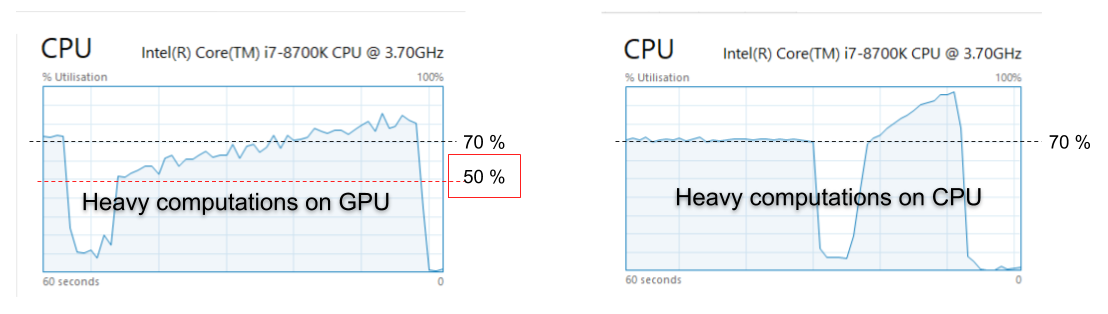 CPU
Intel(R) Core(TM) i7-8700K CPU @ 3.70GHz
% Utilisation
100%
70 %
50 %
Heavy computations on GPU
60 seconds
0
CPU
Intel(R) Core(TM) i7-8700K CPU @ 3.70GHz
% Utilisation
100%
70 %
Heavy computations on CPU
60 seconds
0